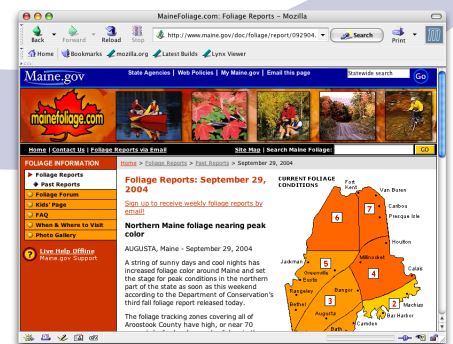 MaineFoliage.com: Foliage Reports – Mozilla
Back Forward Reload Stop http://www.maine.gov/doc/foliage/report/092904. Search Print
Home Bookmarks mozilla.org Latest Builds Lynx Viewer
Maine.gov State Agencies | Web Policies | My Maine.gov | Email this page Statewide search Go
mainefoliage.com
Home | Contact Us | Foliage Reports via Email Site Map | Search Maine Foliage: GO
FOLIAGE INFORMATION
Foliage Reports
Past Reports
Foliage Forum
Kids' Page
FAQ
When & Where to Visit
Photo Gallery
Live Help Offline
Maine.gov Support
Home > Foliage Reports > Past Reports > September 29, 2004
Foliage Reports: September 29,
2004
Sign up to receive weekly foliage reports by
email!
Northern Maine foliage nearing peak
color
AUGUSTA, Maine - September 29, 2004
A string of sunny days and cool nights has
increased foliage color around Maine and set
the stage for peak conditions in the northern
part of the state as soon as this weekend
according to the Department of Conservation's
third fall foliage report released today.
The foliage tracking zones covering all of
Aroostook County have high, or near 70
CURRENT FOLIAGE
CONDITIONS
Fort
Kent
Van Buren
7
Caribou
6
Presque Isle
Houlton
Jackman
5
Millinocket
Greenville
4
Calais
Eustis
Rangeley
Bangor
2
Machias
3
Bethel
Bar Harbor
Augusta
Camden
Bath